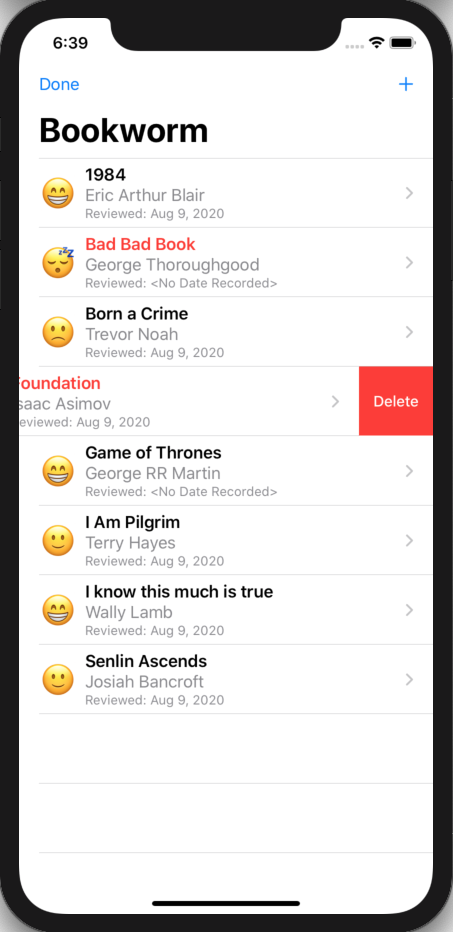 6:39
Done +
Bookworm
1984
Eric Arthur Blair
Reviewed: Aug 9, 2020
Bad Bad Book
George Thoroughgood
Reviewed: <No Date Recorded>
Born a Crime
Trevor Noah
Reviewed: Aug 9, 2020
oundation
saac Asimov
eviewed: Aug 9, 2020
Delete
Game of Thrones
George RR Martin
Reviewed: <No Date Recorded>
I Am Pilgrim
Terry Hayes
Reviewed: Aug 9, 2020
I know this much is true
Wally Lamb
Reviewed: Aug 9, 2020
Senlin Ascends
Josiah Bancroft
Reviewed: Aug 9, 2020